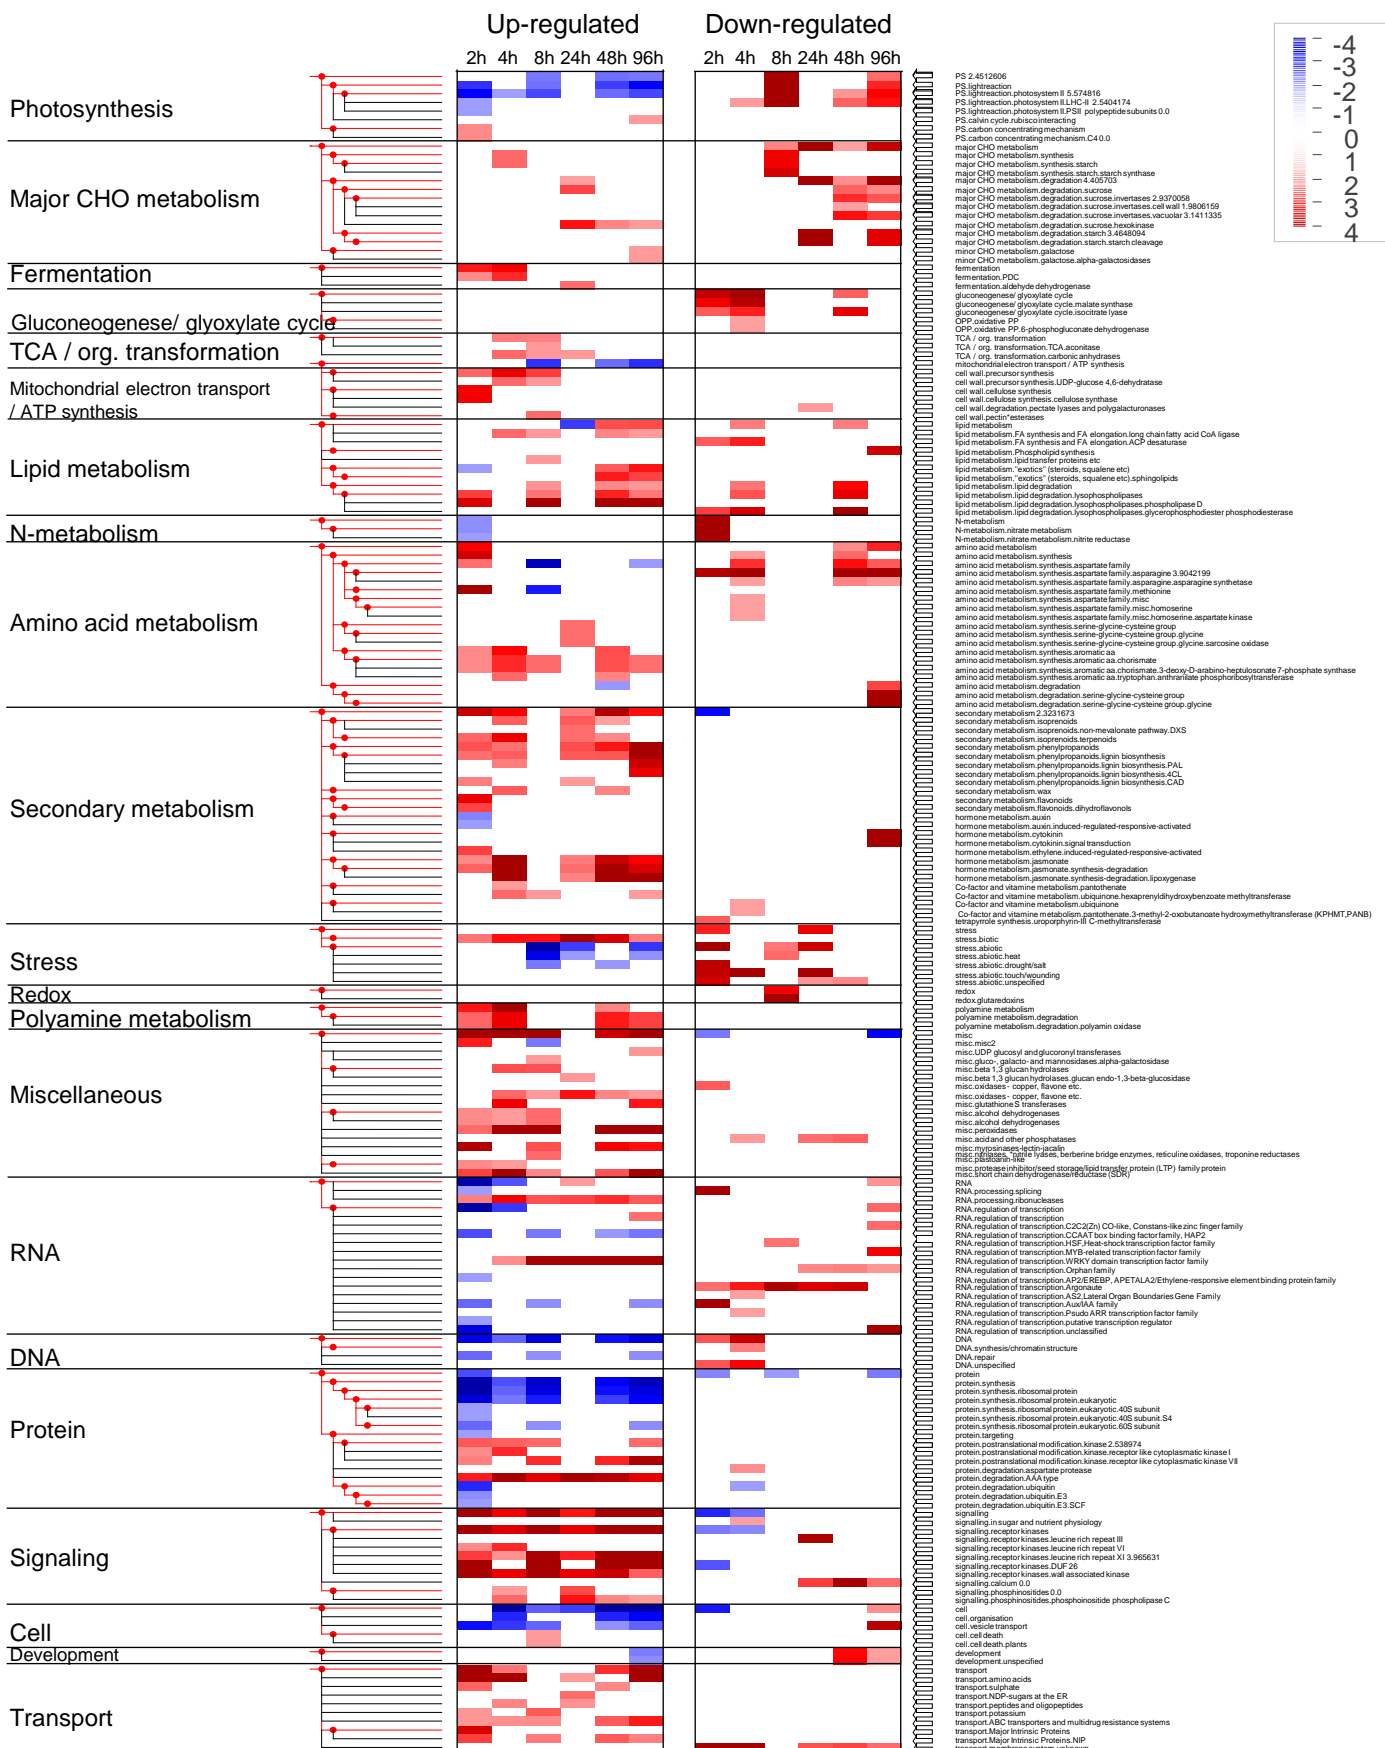 Up-regulated Down-regulated
2h 4h 8h 24h 48h 96h 2h 4h 8h 24h 48h 96h
-4
-3
-2
-1
0
1
2
3
4
Photosynthesis
Major CHO metabolism
Fermentation
Gluconeogenese/ glyoxylate cycle
TCA / org. transformation
Mitochondrial electron transport
/ ATP synthesis
Lipid metabolism
N-metabolism
Amino acid metabolism
Secondary metabolism
Stress
Redox
Polyamine metabolism
Miscellaneous
RNA
DNA
Protein
Signaling
Cell
Development
Transport
PS 2.4512606
PS.lightreaction
PS.lightreaction.photosystem II 5.574816
PS.lightreaction.photosystem II.LHC-II 2.5404174
PS.lightreaction.photosystem II.PSII polypeptide subunits 0.0
PS.calvin cycle.rubisco interacting
PS.carbon concentrating mechanism
PS.carbon concentrating mechanism.C4 0.0
major CHO metabolism
major CHO metabolism.synthesis
major CHO metabolism.synthesis.starch
major CHO metabolism.synthesis.starch.starch synthase
major CHO metabolism.degradation 4.405703
major CHO metabolism.degradation.sucrose
major CHO metabolism.degradation.sucrose.invertases 2.9370058
major CHO metabolism.degradation.sucrose.invertases.cell wall 1.9806159
major CHO metabolism.degradation.sucrose.invertases.vacuolar 3.1411335
major CHO metabolism.degradation.sucrose.hexokinase
major CHO metabolism.degradation.starch 3.4648094
major CHO metabolism.degradation.starch.starch cleavage
minor CHO metabolism.galactose
minor CHO metabolism.galactose.alpha-galactosidases
fermentation
fermentation.PDC
fermentation.aldehyde dehydrogenase
gluconeogenese/ glyoxylate cycle
gluconeogenese/ glyoxylate cycle.malate synthase
gluconeogenese/ glyoxylate cycle.isocitrate lyase
OPP.oxidative PP
OPP.oxidative PP.6-phosphogluconate dehydrogenase
TCA / org. transformation
TCA / org. transformation.TCA.aconitase
TCA / org. transformation.carbonic anhydrases
mitochondrial electron transport / ATP synthesis
cell wall.precursor synthesis
cell wall.precursor synthesis.UDP-glucose 4,6-dehydratase
cell wall.cellulose synthesis
cell wall.cellulose synthesis.cellulose synthase
cell wall.degradation.pectate lyases and polygalacturonases
cell wall.pectin*esterases
lipid metabolism
lipid metabolism.FA synthesis and FA elongation.long chain fatty acid CoA ligase
lipid metabolism.FA synthesis and FA elongation.ACP desaturase
lipid metabolism.Phospholipid synthesis
lipid metabolism.lipid transfer proteins etc
lipid metabolism."exotics" (steroids, squalene etc)
lipid metabolism."exotics" (steroids, squalene etc).sphingolipids
lipid metabolism.lipid degradation
lipid metabolism.lipid degradation.lysophospholipases
lipid metabolism.lipid degradation.lysophospholipases.phospholipase D
lipid metabolism.lipid degradation.lysophospholipases.glycerophosphodiester phosphodiesterase
N-metabolism
N-metabolism.nitrate metabolism
N-metabolism.nitrate metabolism.nitrite reductase
amino acid metabolism
amino acid metabolism.synthesis
amino acid metabolism.synthesis.aspartate family
amino acid metabolism.synthesis.aspartate family.asparagine 3.9042199
amino acid metabolism.synthesis.aspartate family.asparagine.asparagine synthetase
amino acid metabolism.synthesis.aspartate family.methionine
amino acid metabolism.synthesis.aspartate family.misc
amino acid metabolism.synthesis.aspartate family.misc.homoserine
amino acid metabolism.synthesis.aspartate family.misc.homoserine.aspartate kinase
amino acid metabolism.synthesis.serine-glycine-cysteine group
amino acid metabolism.synthesis.serine-glycine-cysteine group.glycine
amino acid metabolism.synthesis.serine-glycine-cysteine group.glycine.sarcosine oxidase
amino acid metabolism.synthesis.aromatic aa
amino acid metabolism.synthesis.aromatic aa.chorismate
amino acid metabolism.synthesis.aromatic aa.chorismate.3-deoxy-D-arabino-heptulosonate 7-phosphate synthase
amino acid metabolism.synthesis.aromatic aa.tryptophan.anthranilate phosphoribosyltransferase
amino acid metabolism.degradation
amino acid metabolism.degradation.serine-glycine-cysteine group
amino acid metabolism.degradation.serine-glycine-cysteine group.glycine
secondary metabolism 2.3231673
secondary metabolism.isoprenoids
secondary metabolism.isoprenoids.non-mevalonate pathway.DXS
secondary metabolism.isoprenoids.terpenoids
secondary metabolism.phenylpropanoids
secondary metabolism.phenylpropanoids.lignin biosynthesis
secondary metabolism.phenylpropanoids.lignin biosynthesis.PAL
secondary metabolism.phenylpropanoids.lignin biosynthesis.4CL
secondary metabolism.phenylpropanoids.lignin biosynthesis.CAD
secondary metabolism.wax
secondary metabolism.flavonoids
secondary metabolism.flavonoids.dihydroflavonols
hormone metabolism.auxin
hormone metabolism.auxin.induced-regulated-responsive-activated
hormone metabolism.cytokinin
hormone metabolism.cytokinin.signal transduction
hormone metabolism.ethylene.induced-regulated-responsive-activated
hormone metabolism.jasmonate
hormone metabolism.jasmonate.synthesis-degradation
hormone metabolism.jasmonate.synthesis-degradation.lipoxygenase
Co-factor and vitamine metabolism.pantothenate
Co-factor and vitamine metabolism.ubiquinone.hexaprenyldihydroxybenzoate methyltransferase
Co-factor and vitamine metabolism.ubiquinone
Co-factor and vitamine metabolism.pantothenate.3-methyl-2-oxobutanoate hydroxymethyltransferase (KPHMT,PANB)
tetrapyrrole synthesis.uroporphyrin-III C-methyltransferase
stress
stress.biotic
stress.abiotic
stress.abiotic.heat
stress.abiotic.drought/salt
stress.abiotic.touch/wounding
stress.abiotic.unspecified
redox
redox.glutaredoxins
polyamine metabolism
polyamine metabolism.degradation
polyamine metabolism.degradation.polyamin oxidase
misc
misc.misc2
misc.UDP glucosyl and glucoronyl transferases
misc.gluco-, galacto- and mannosidases.alpha-galactosidase
misc.beta 1,3 glucan hydrolases
misc.beta 1,3 glucan hydrolases.glucan endo-1,3-beta-glucosidase
misc.oxidases - copper, flavone etc.
misc.oxidases - copper, flavone etc.
misc.glutathione S transferases
misc.alcohol dehydrogenases
misc.alcohol dehydrogenases
misc.peroxidases
misc.acid and other phosphatases
misc.myrosinases-lectin-jacalin
misc.nitrilases, *nitrile lyases, berberine bridge enzymes, reticuline oxidases, troponine reductases
misc.plastocanin-like
misc.protease inhibitor/seed storage/lipid transfer protein (LTP) family protein
misc.short chain dehydrogenase/reductase (SDR)
RNA
RNA.processing.splicing
RNA.processing.ribonucleases
RNA.regulation of transcription
RNA.regulation of transcription
RNA.regulation of transcription.C2C2(Zn) CO-like, Constans-like zinc finger family
RNA.regulation of transcription.CCAAT box binding factor family, HAP2
RNA.regulation of transcription.HSF,Heat-shock transcription factor family
RNA.regulation of transcription.MYB-related transcription factor family
RNA.regulation of transcription.WRKY domain transcription factor family
RNA.regulation of transcription.Orphan family
RNA.regulation of transcription.AP2/EREBP, APETALA2/Ethylene-responsive element binding protein family
RNA.regulation of transcription.Argonaute
RNA.regulation of transcription.AS2,Lateral Organ Boundaries Gene Family
RNA.regulation of transcription.Aux/IAA family
RNA.regulation of transcription.Psudo ARR transcription factor family
RNA.regulation of transcription.putative transcription regulator
RNA.regulation of transcription.unclassified
DNA
DNA.synthesis/chromatin structure
DNA.repair
DNA.unspecified
protein
protein.synthesis
protein.synthesis.ribosomal protein
protein.synthesis.ribosomal protein.eukaryotic
protein.synthesis.ribosomal protein.eukaryotic.40S subunit
protein.synthesis.ribosomal protein.eukaryotic.40S subunit.S4
protein.synthesis.ribosomal protein.eukaryotic.60S subunit
protein.targeting
protein.postranslational modification.kinase 2.538974
protein.postranslational modification.kinase.receptor like cytoplasmatic kinase I
protein.postranslational modification.kinase.receptor like cytoplasmatic kinase VII
protein.degradation.aspartate protease
protein.degradation.AAA type
protein.degradation.ubiquitin
protein.degradation.ubiquitin.E3
protein.degradation.ubiquitin.E3.SCF
signalling
signalling.in sugar and nutrient physiology
signalling.receptor kinases
signalling.receptor kinases.leucine rich repeat III
signalling.receptor kinases.leucine rich repeat VI
signalling.receptor kinases.leucine rich repeat XI 3.965631
signalling.receptor kinases.DUF 26
signalling.receptor kinases.wall associated kinase
signalling.calcium 0.0
signalling.phosphinositides 0.0
signalling.phosphinositides.phosphoinositide phospholipase C
cell
cell.organisation
cell.vesicle transport
cell.cell death
cell.cell death.plants
development
development.unspecified
transport
transport.amino acids
transport.sulphate
transport.NDP-sugars at the ER
transport.peptides and oligopeptides
transport.potassium
transport.ABC transporters and multidrug resistance systems
transport.Major Intrinsic Proteins
transport.Major Intrinsic Proteins.NIP